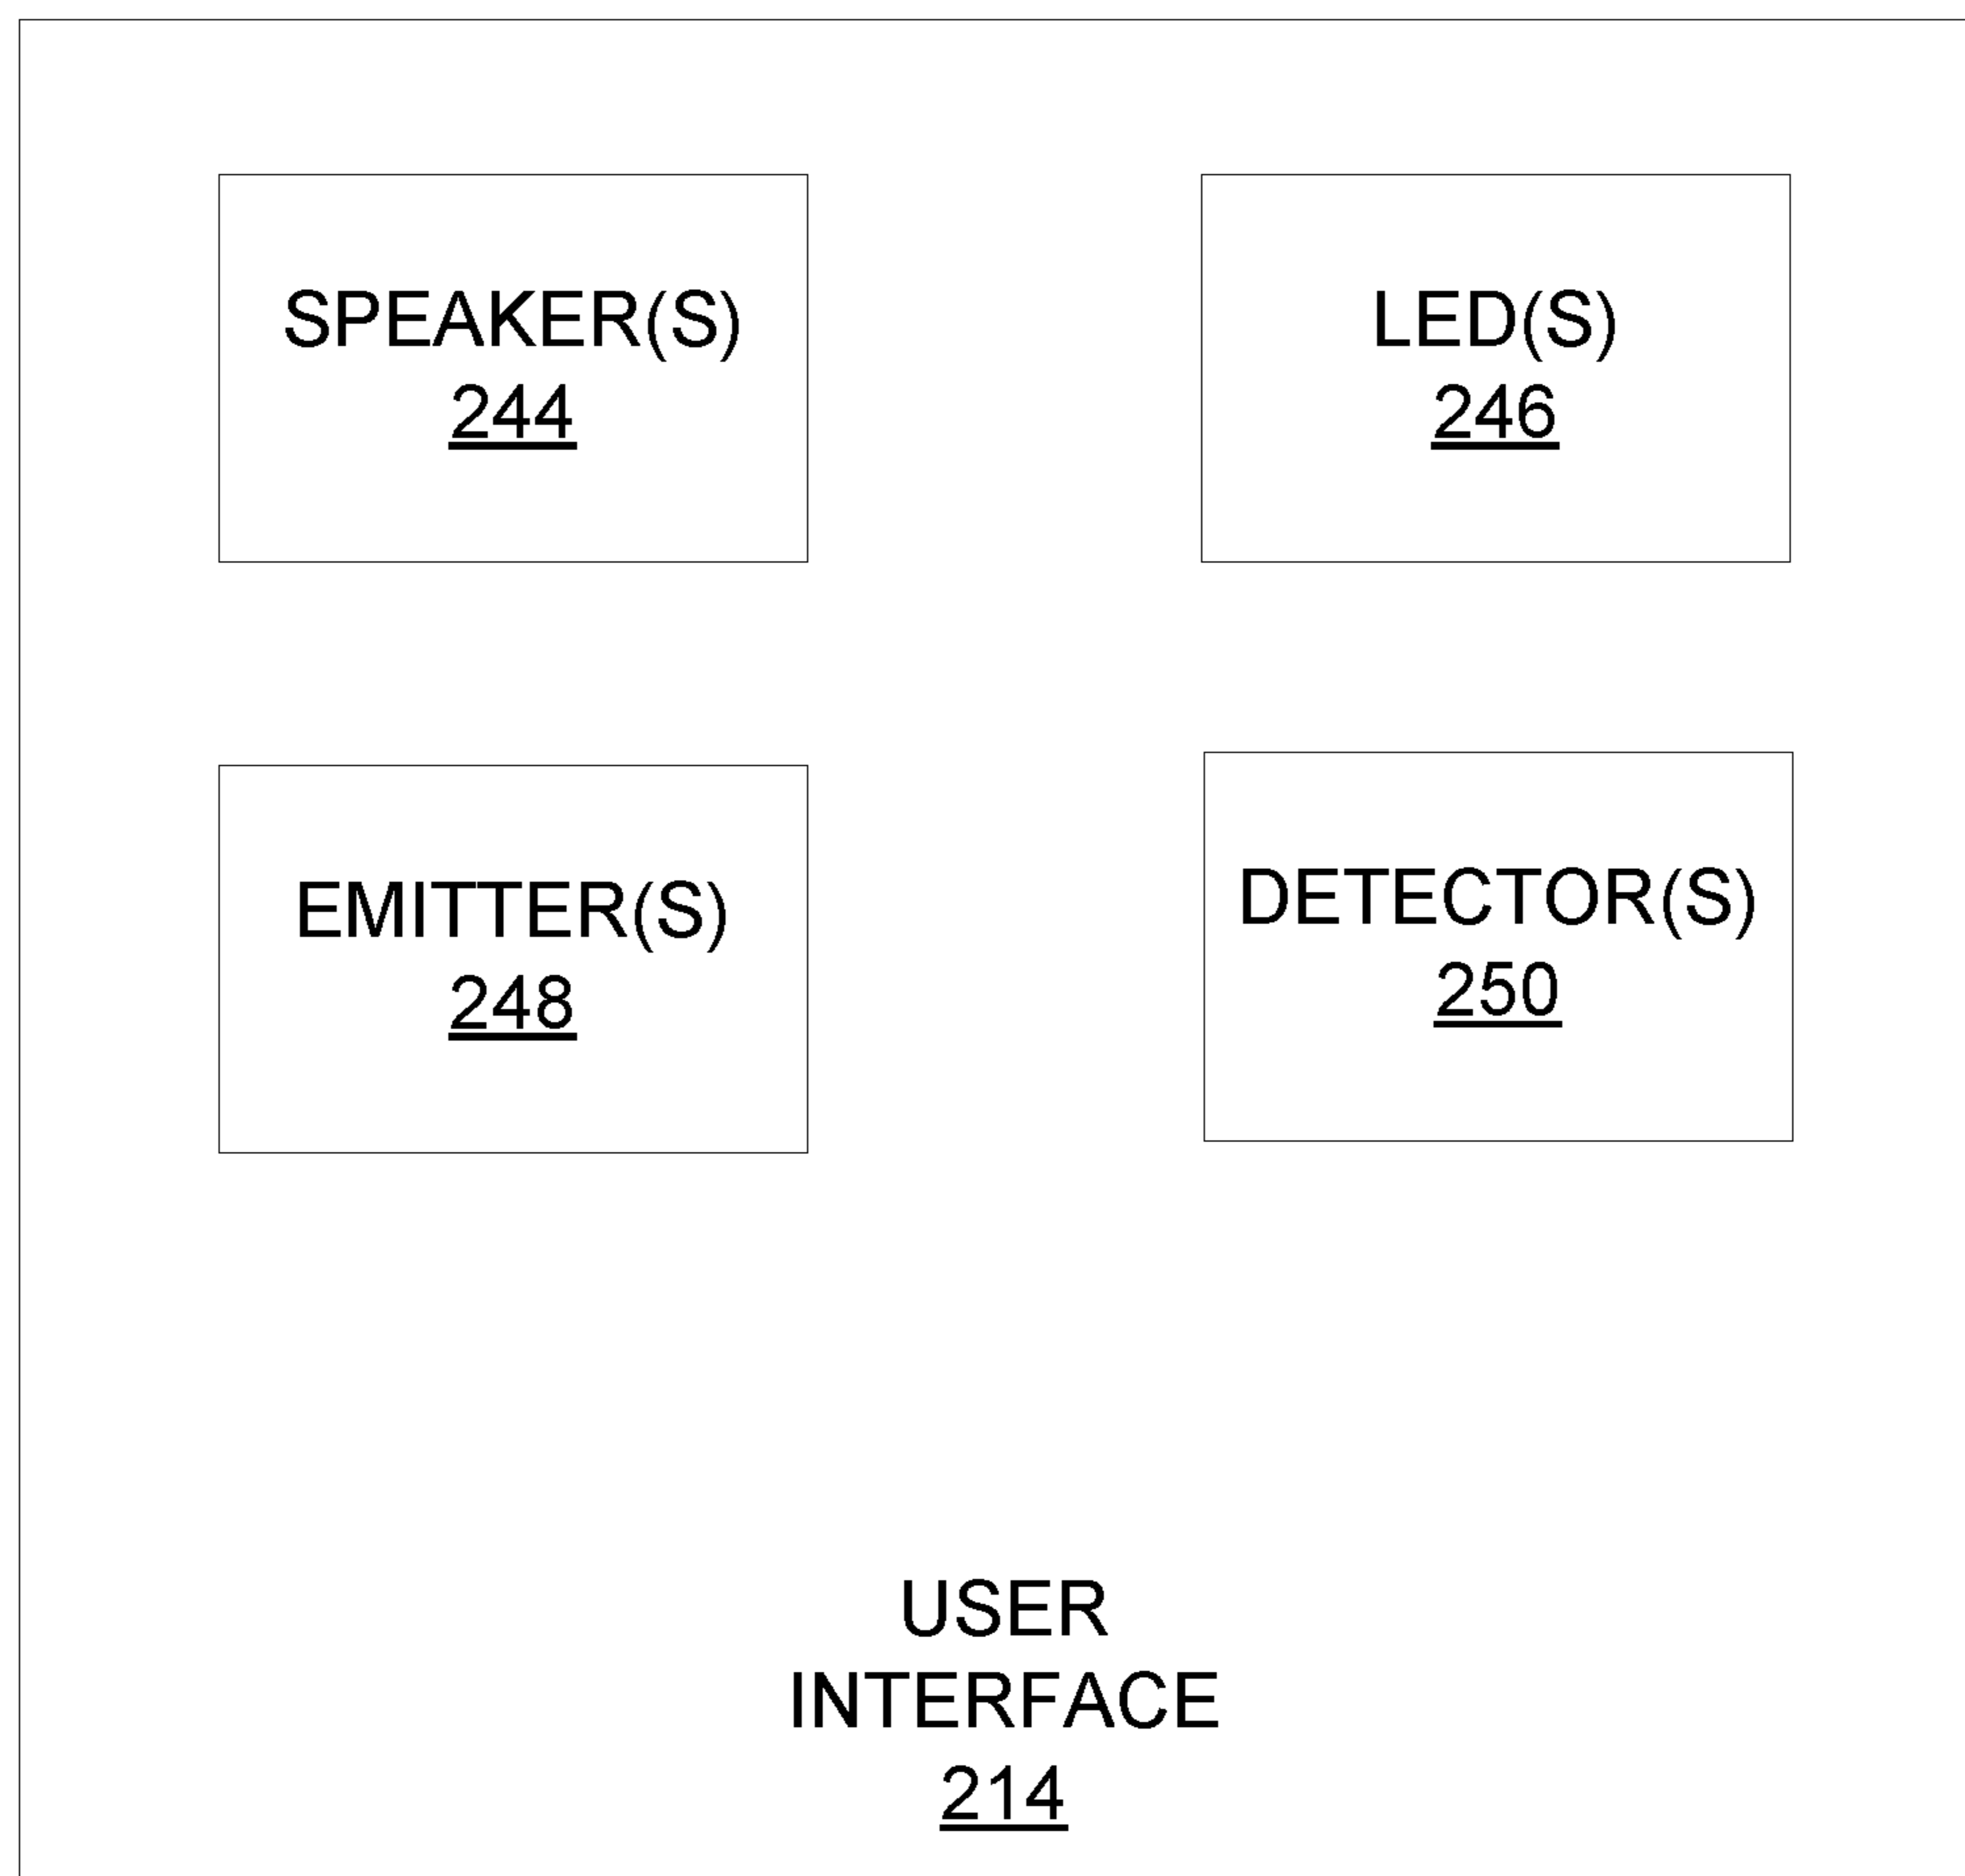 SPEAKER(S)
244
LED(S)
246
EMITTER(S)
248
DETECTOR(S)
250
USER
INTERFACE
214